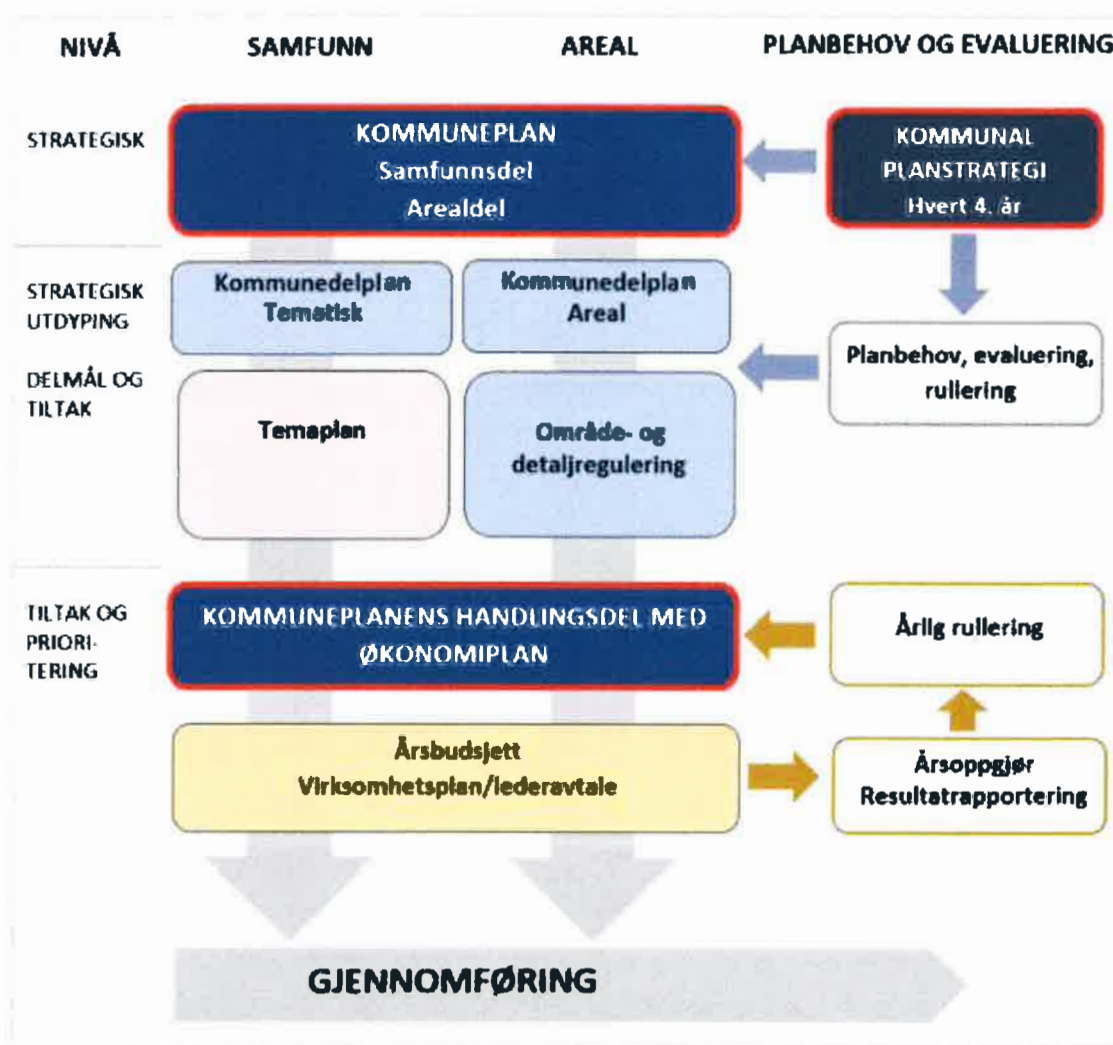 NIVÅ
SAMFUNN
AREAL
PLANBEHOV OG EVALUERING
STRATEGISK
KOMMUNEPLAN
Samfunnsdel
Arealdel
KOMMUNAL
PLANSTRATEGI
Hvert 4. år
STRATEGISK
UTDYPING
Kommunedelplan
Tematisk
Kommunedelplan
Areal
Planbehov, evaluering,
rullering
DELMÅL OG
TILTAK
Temaplan
Område- og
detaljregulering
TILTAK OG
PRIORI-
TERING
KOMMUNEPLANENS HANDLINGSDEL MED
ØKONOMIPLAN
Årlig rullering
Årsbudsjett
Virksomhetsplan/lederavtale
Årsoppgjør
Resultatrapportering
GJENNOMFØRING